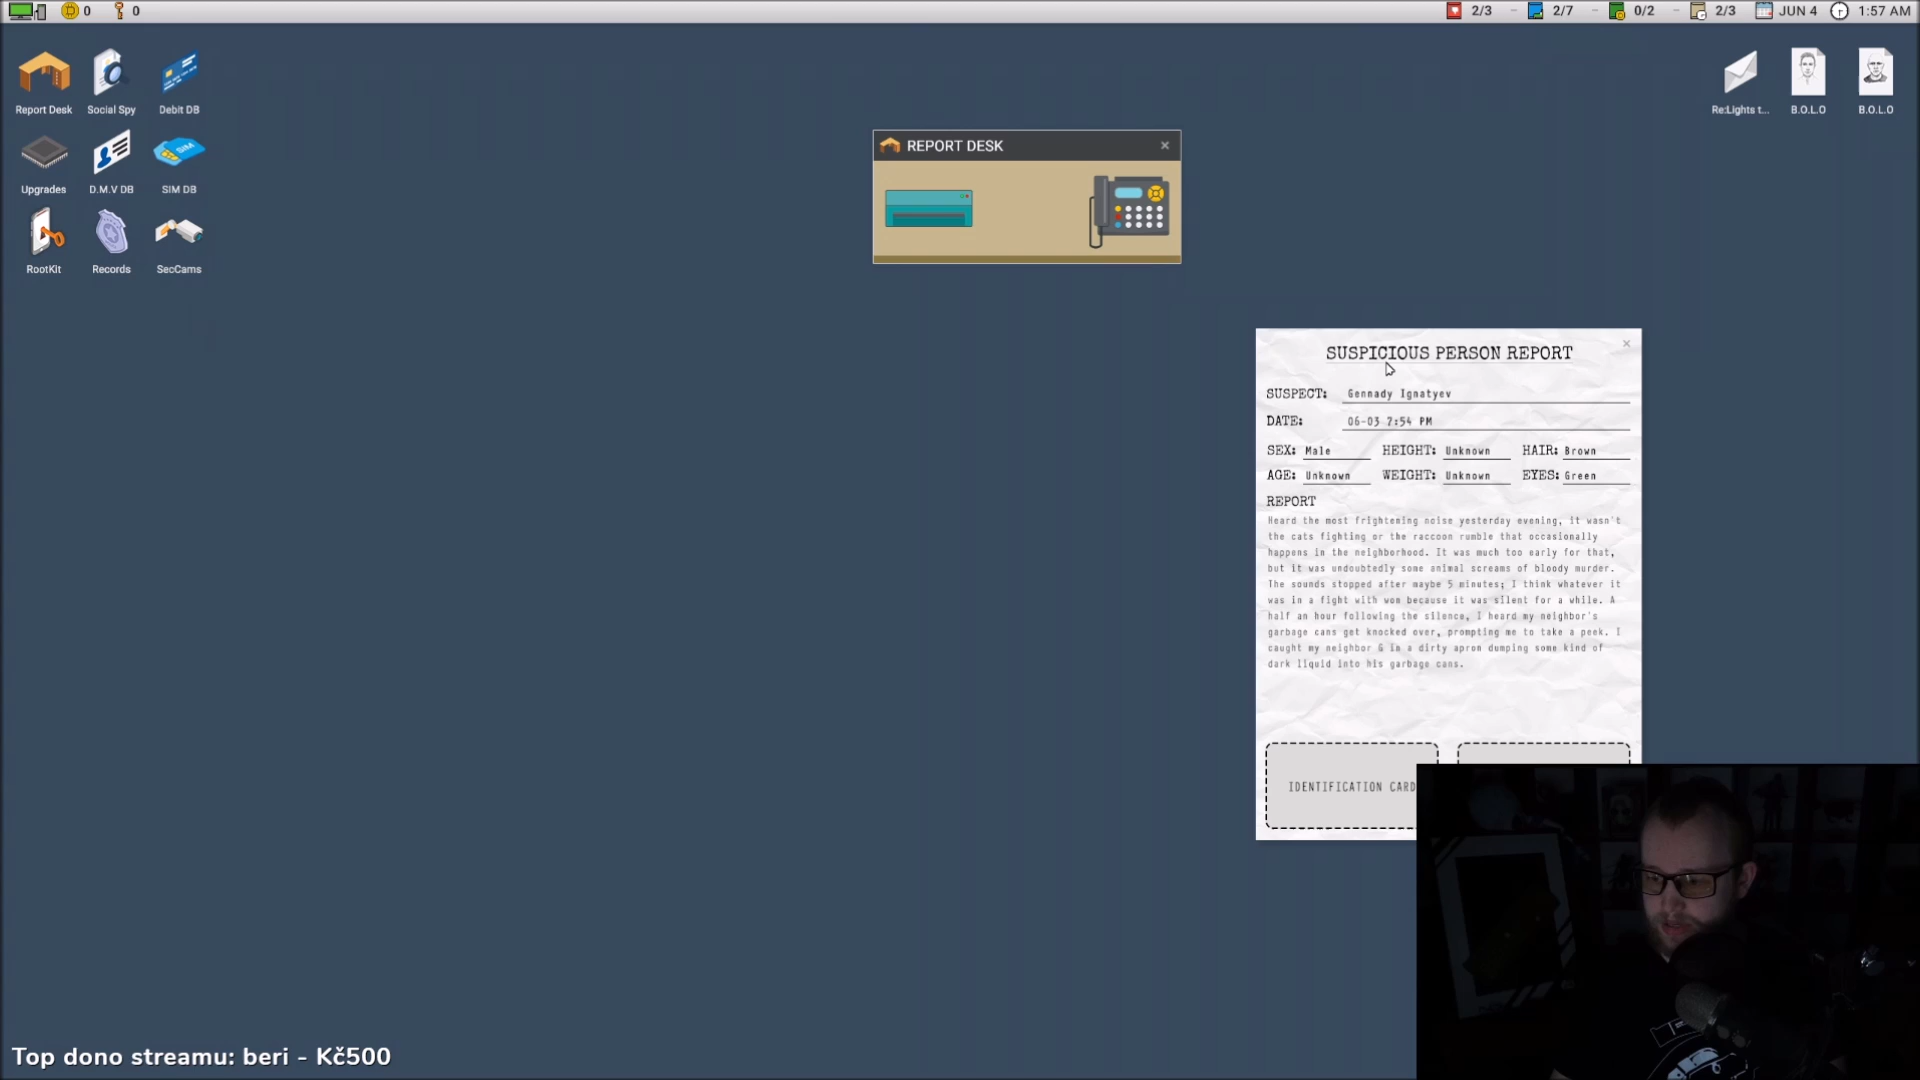 0
0
2/3
2/7
0/2
2/3
JUN 4
1:57 AM
Report Desk
Social Spy
Debit DB
Upgrades
D.M.V DB
SIM DB
SIM
RootKit
Records
SecCams
Re:Lights t...
B.O.L.O
B.O.L.O
REPORT DESK
SUSPICIOUS PERSON REPORT
SUSPECT: Gennady Ignatyev
DATE: 06-03 2:54 PM
SEX: Male HEIGHT: Unknown HAIR: Brown
AGE: Unknown WEIGHT: Unknown EYES: Green
REPORT
Heard the most frightening noise yesterday evening, it wasn't
the cats fighting or the raccoon rumble that occasionally
happens in the neighborhood. It was much too early for that,
but it was undoubtedly some animal screams of bloody murder.
The sounds stopped after maybe 5 minutes; I think whatever it
was in a fight with won because it was silent for a while. A
half an hour following the silence, I heard my neighbor's
garbage cans get knocked over, prompting me to take a peek. I
caught my neighbor G in a dirty apron dumping some kind of
dark liquid into his garbage cans.
IDENTIFICATION CARD
Top dono streamu: beri - Kč500